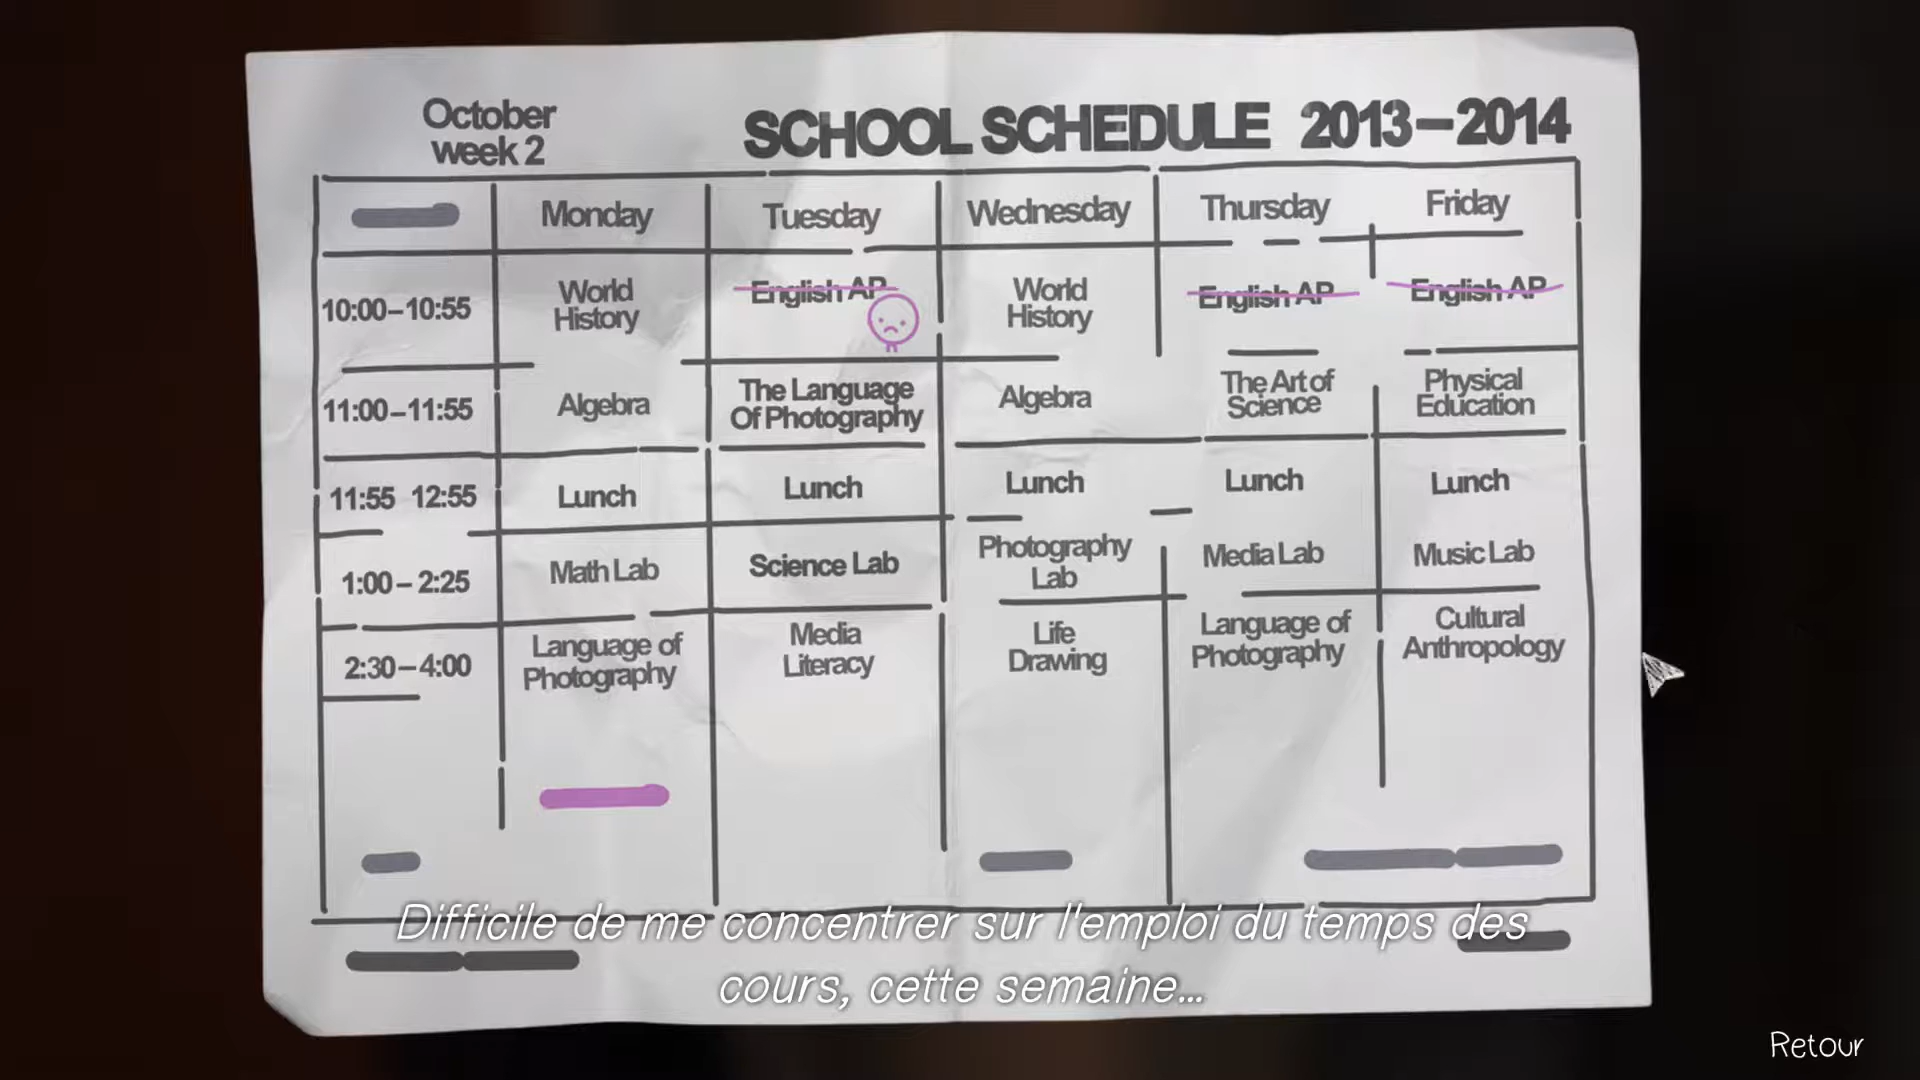 October
week 2
SCHOOL SCHEDULE 2013–2014
Monday
Tuesday
Wednesday
Thursday
Friday
10:00–10:55
World
History
English AP
World
History
English AP
English AP
11:00–11:55
Algebra
The Language
Of Photography
Algebra
The Art of
Science
Physical
Education
11:55 12:55
Lunch
Lunch
Lunch
Lunch
Lunch
1:00–2:25
Math Lab
Science Lab
Photography
Lab
Media Lab
Music Lab
2:30–4:00
Language of
Photography
Media
Literacy
Life
Drawing
Language of
Photography
Cultural
Anthropology
Difficile de me concentrer sur l'emploi du temps des
cours, cette semaine...
Retour